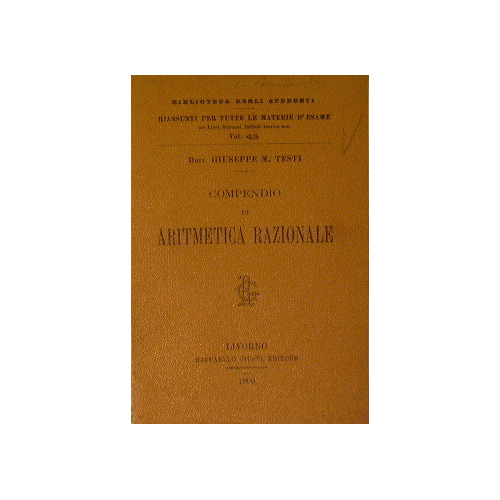 BIBLIOTECA DEGLI STUDENTI
RIASSUNTI PER TUTTE LE MATERIE D'ESAME
Vol. 43
DOTT. GIUSEPPE M. TESTI
COMPENDIO
DI
ARITMETICA RAZIONALE
LIVORNO
RAFFAELLO GIUSTI, EDITORE
1900